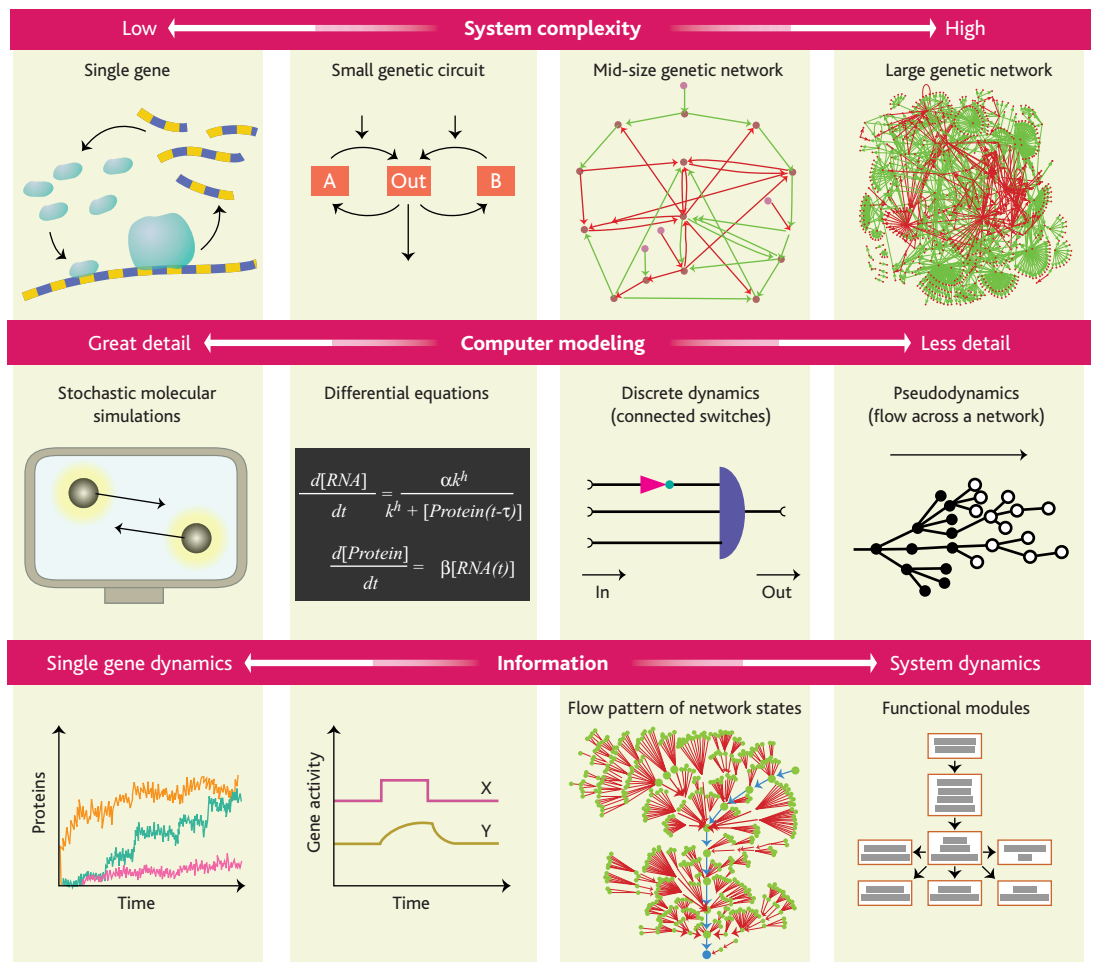 Low System complexity High
Single gene
Small genetic circuit
Mid-size genetic network
Large genetic network
A Out B
Great detail Computer modeling Less detail
Stochastic molecular
simulations
Differential equations
Discrete dynamics
(connected switches)
Pseudodynamics
(flow across a network)
d[RNA]
dt
=
αkʰ
kʰ + [Protein(t-τ)]
d[Protein]
dt
= β[RNA(t)]
In Out
Single gene dynamics Information System dynamics
Proteins
Time
Gene activity
X
Y
Time
Flow pattern of network states
Functional modules